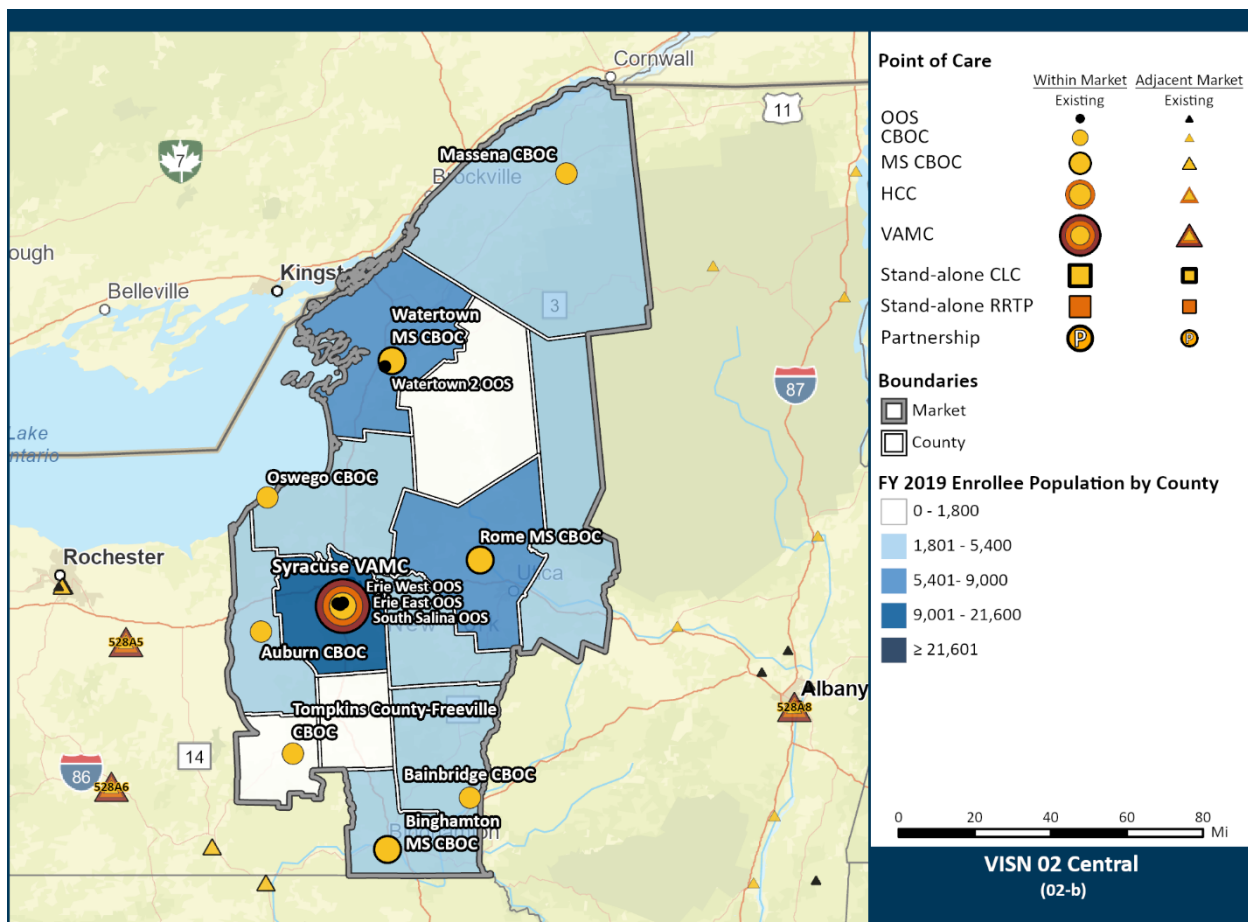 Cornwall
11
Massena CBOC
Brockville
7
ough
Kingst
Belleville
3
Watertown
MS CBOC
Watertown 2 OOS
87
Lake
Ontario
Oswego CBOC
Rome MS CBOC
Rochester
Utica
Syracuse VAMC
Erie West OOS
Erie East OOS
South Salina OOS
New York
528A5
Auburn CBOC
Albany
528A8
Tompkins County-Freeville
CBOC
14
86
528A6
Bainbridge CBOC
Binghamton
MS CBOC
Point of Care
Within Market Adjacent Market
Existing Existing
OOS
CBOC
MS CBOC
HCC
VAMC
Stand-alone CLC
Stand-alone RRTP
Partnership P P
Boundaries
Market
County
FY 2019 Enrollee Population by County
0 - 1,800
1,801 - 5,400
5,401- 9,000
9,001 - 21,600
≥ 21,601
0 20 40 60 80
Mi
VISN 02 Central
(02-b)